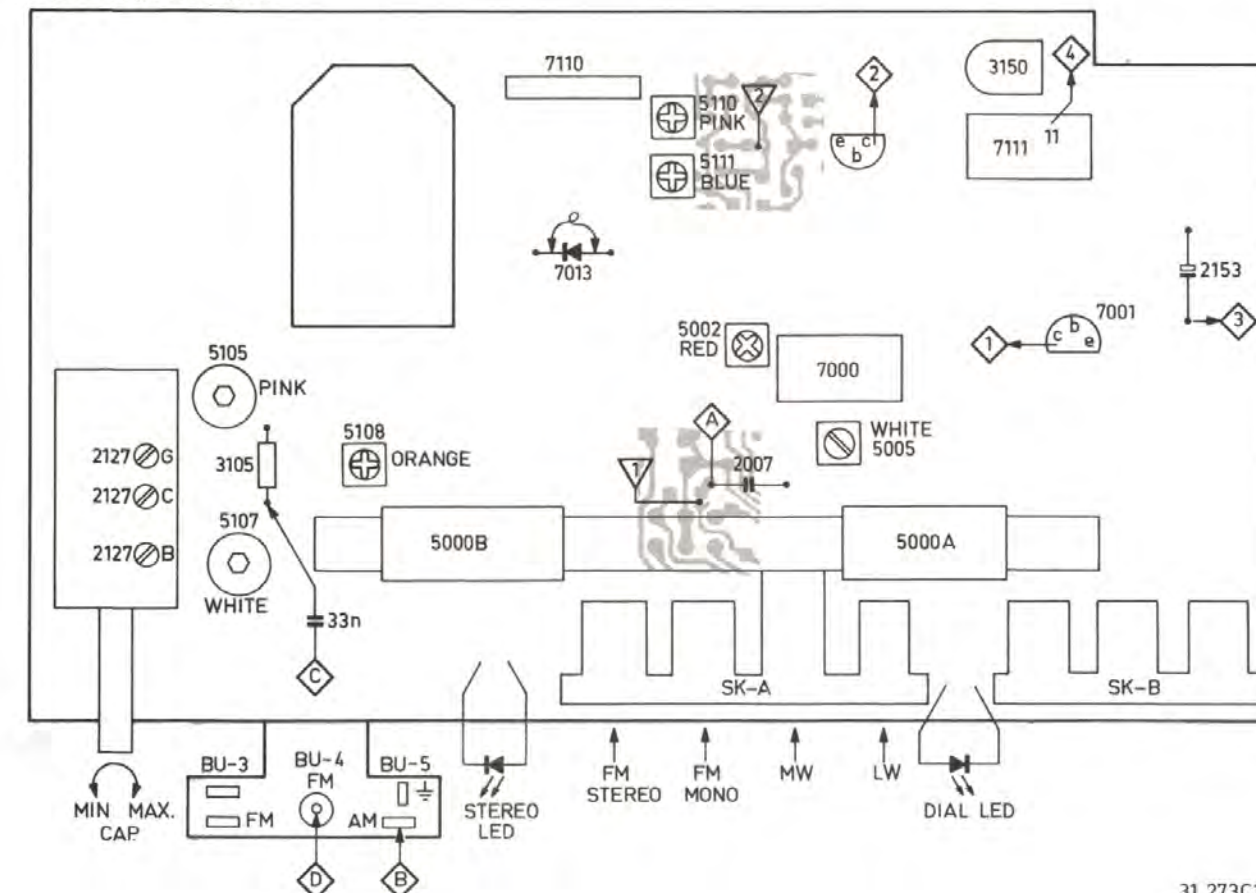 7110
5110
PINK
5111
BLUE
2
2
e b c
3150
4
11
7111
7013
2153
3
5002
RED
7000
1
7001
c b e
5105
PINK
WHITE
5005
A
2127 G
2127 C
2127 B
3105
5108
ORANGE
1
2007
5107
WHITE
5000B
5000A
33n
C
SK-A
SK-B
MIN MAX.
CAP.
BU-3
BU-4
FM
BU-5
FM
AM
D
B
STEREO
LED
FM
STEREO
FM
MONO
MW
LW
DIAL LED